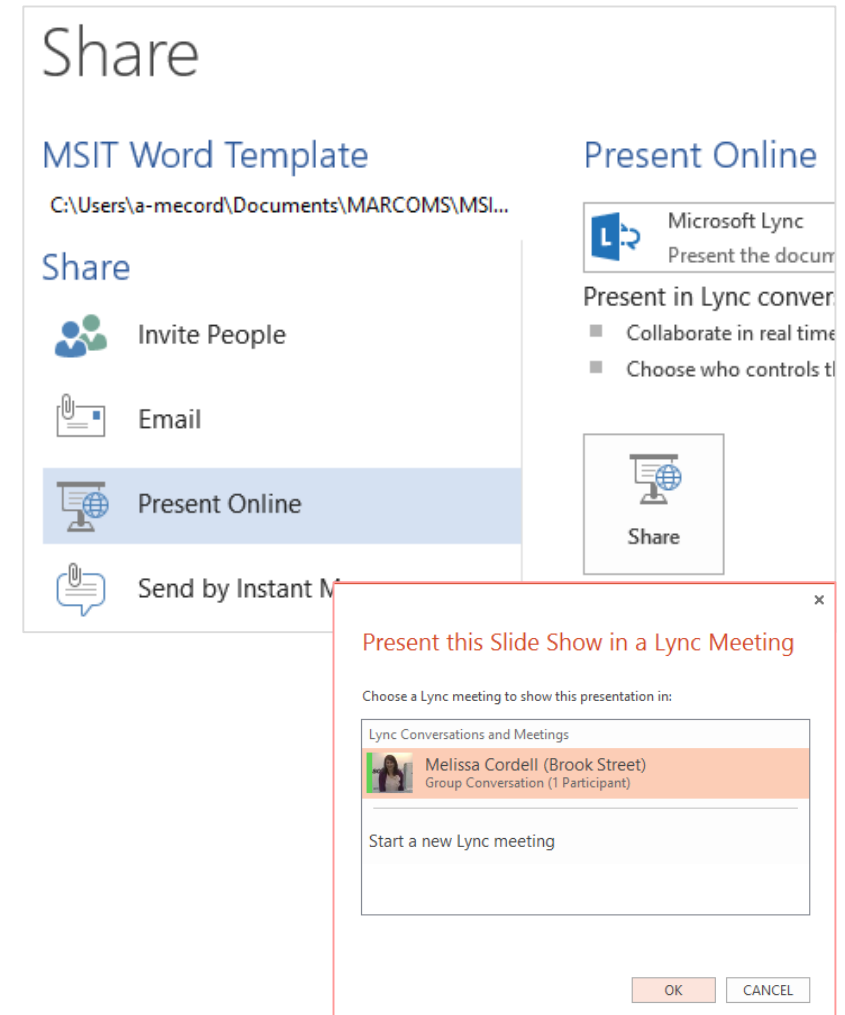 Share
MSIT Word Template
C:\Users\a-mecord\Documents\MARCOMS\MSI...
Share
Invite People
Email
Present Online
Send by Instant
Present Online
L
Microsoft Lync
Present the
Present in Lync
Collaborate in real time
Choose who controls
Share
×
Present this Slide Show in a Lync Meeting
Choose a Lync meeting to show this presentation in:
Lync Conversations and Meetings
Melissa Cordell (Brook Street)
Group Conversation (1 Participant)
Start a new Lync meeting
OK
CANCEL